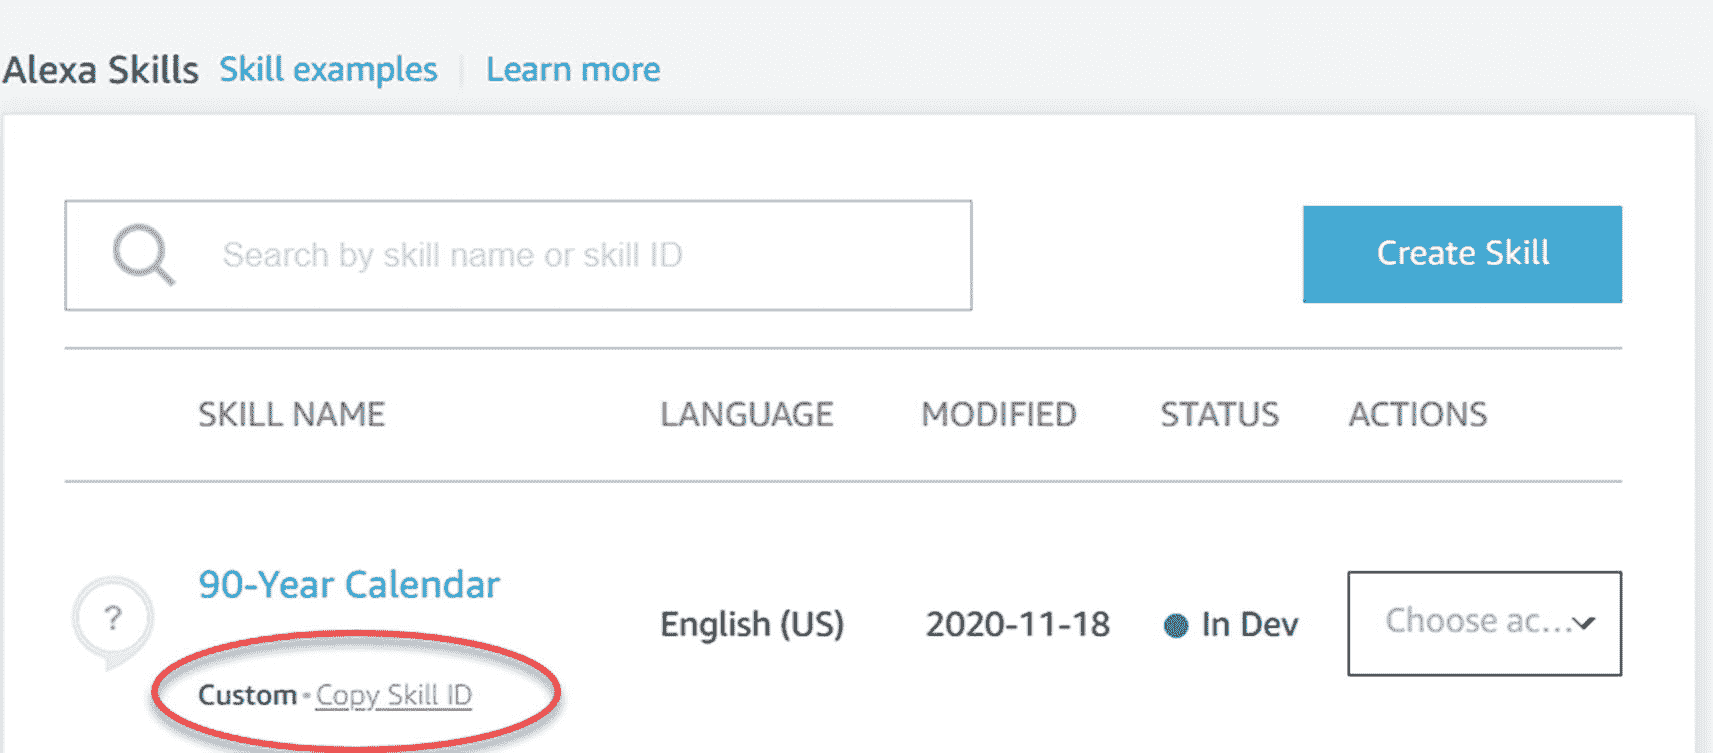 Alexa Skills Skill examples Learn more
Search by skill name or skill ID
Create Skill
SKILL NAME LANGUAGE MODIFIED STATUS ACTIONS
90-Year Calendar
?
English (US) 2020-11-18 In Dev Choose ac...
Custom • Copy Skill ID